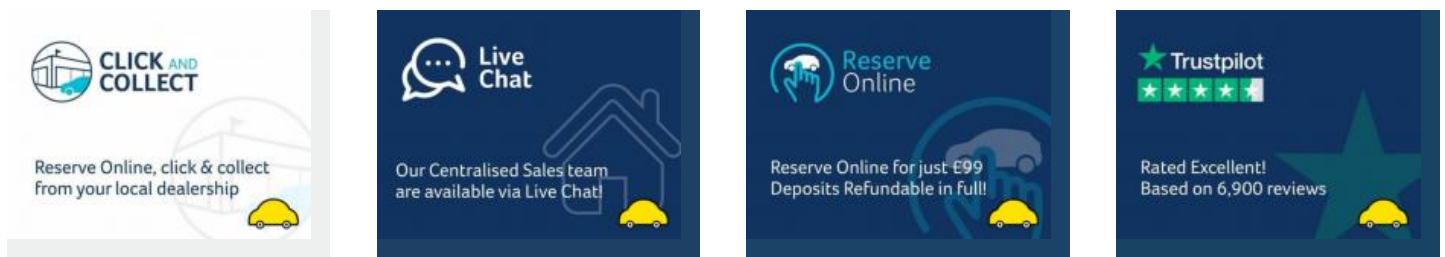 CLICK AND
COLLECT
Reserve Online, click & collect
from your local dealership
Live
Chat
Our Centralised Sales team
are available via Live Chat!
Reserve
Online
Reserve Online for just £99
Deposits Refundable in full!
Trustpilot
Rated Excellent!
Based on 6,900 reviews